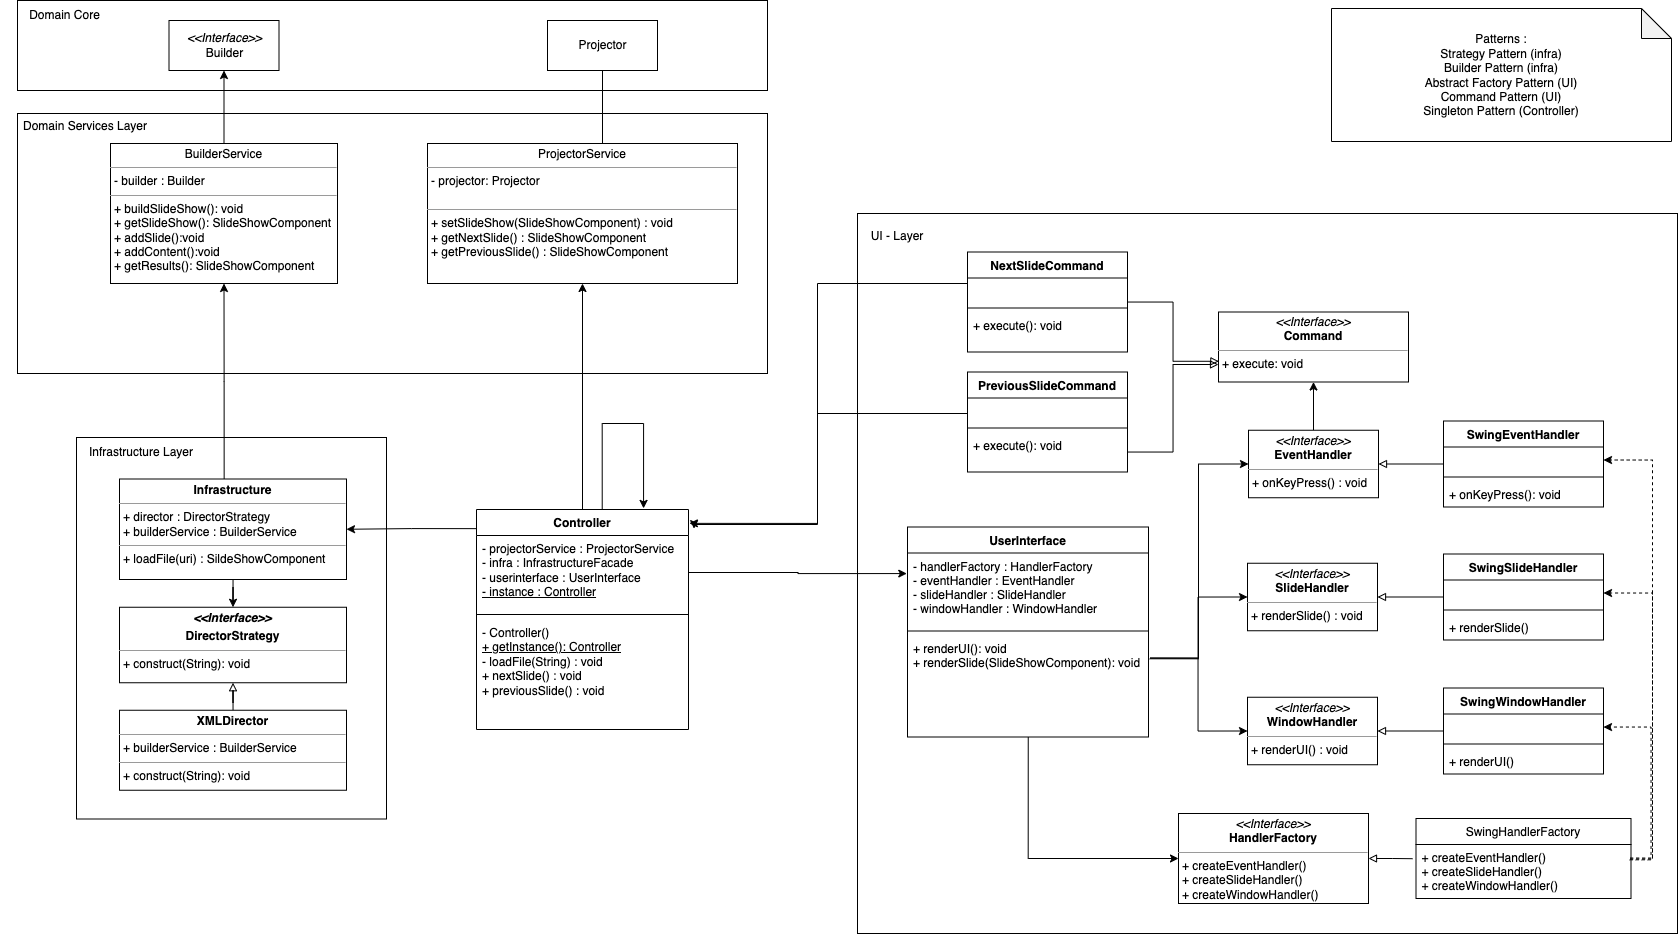 Domain Core
<<Interface>>
Builder
Projector
Patterns :
Strategy Pattern (infra)
Builder Pattern (infra)
Abstract Factory Pattern (UI)
Command Pattern (UI)
Singleton Pattern (Controller)
Domain Services Layer
BuilderService
- builder : Builder
+ buildSlideShow(): void
+ getSlideShow(): SlideShowComponent
+ addSlide():void
+ addContent():void
+ getResults(): SlideShowComponent
ProjectorService
- projector: Projector
+ setSlideShow(SlideShowComponent) : void
+ getNextSlide() : SlideShowComponent
+ getPreviousSlide() : SlideShowComponent
Infrastructure Layer
Infrastructure
+ director : DirectorStrategy
+ builderService : BuilderService
+ loadFile(uri) : SildeShowComponent
<<Interface>>
DirectorStrategy
+ construct(String): void
XMLDirector
+ builderService : BuilderService
+ construct(String): void
Controller
- projectorService : ProjectorService
- infra : InfrastructureFacade
- userinterface : UserInterface
- instance : Controller
- Controller()
+ getInstance(): Controller
- loadFile(String) : void
+ nextSlide() : void
+ previousSlide() : void
UI - Layer
NextSlideCommand
+ execute(): void
PreviousSlideCommand
+ execute(): void
<<Interface>>
Command
+ execute: void
<<Interface>>
EventHandler
+ onKeyPress() : void
SwingEventHandler
+ onKeyPress(): void
UserInterface
- handlerFactory : HandlerFactory
- eventHandler : EventHandler
- slideHandler : SlideHandler
- windowHandler : WindowHandler
+ renderUI(): void
+ renderSlide(SlideShowComponent): void
<<Interface>>
SlideHandler
+ renderSlide() : void
SwingSlideHandler
+ renderSlide()
<<Interface>>
WindowHandler
+ renderUI() : void
SwingWindowHandler
+ renderUI()
<<Interface>>
HandlerFactory
+ createEventHandler()
+ createSlideHandler()
+ createWindowHandler()
SwingHandlerFactory
+ createEventHandler()
+ createSlideHandler()
+ createWindowHandler()